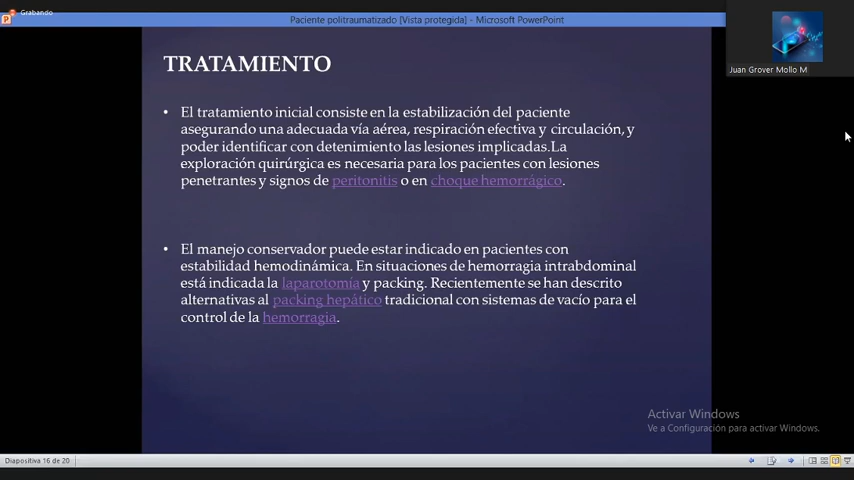 Grabando
Paciente politraumatizado [Vista protegida] - Microsoft PowerPoint
Juan Grover Mollo M
TRATAMIENTO
• El tratamiento inicial consiste en la estabilización del paciente
asegurando una adecuada vía aérea, respiración efectiva y circulación, y
poder identificar con detenimiento las lesiones implicadas.La
exploración quirúrgica es necesaria para los pacientes con lesiones
penetrantes y signos de peritonitis o en choque hemorrágico.
• El manejo conservador puede estar indicado en pacientes con
estabilidad hemodinámica. En situaciones de hemorragia intrabdominal
está indicada la laparotomía y packing. Recientemente se han descrito
alternativas al packing hepático tradicional con sistemas de vacío para el
control de la hemorragia.
Activar Windows
Ve a Configuración para activar Windows.
Diapositiva 16 de 20